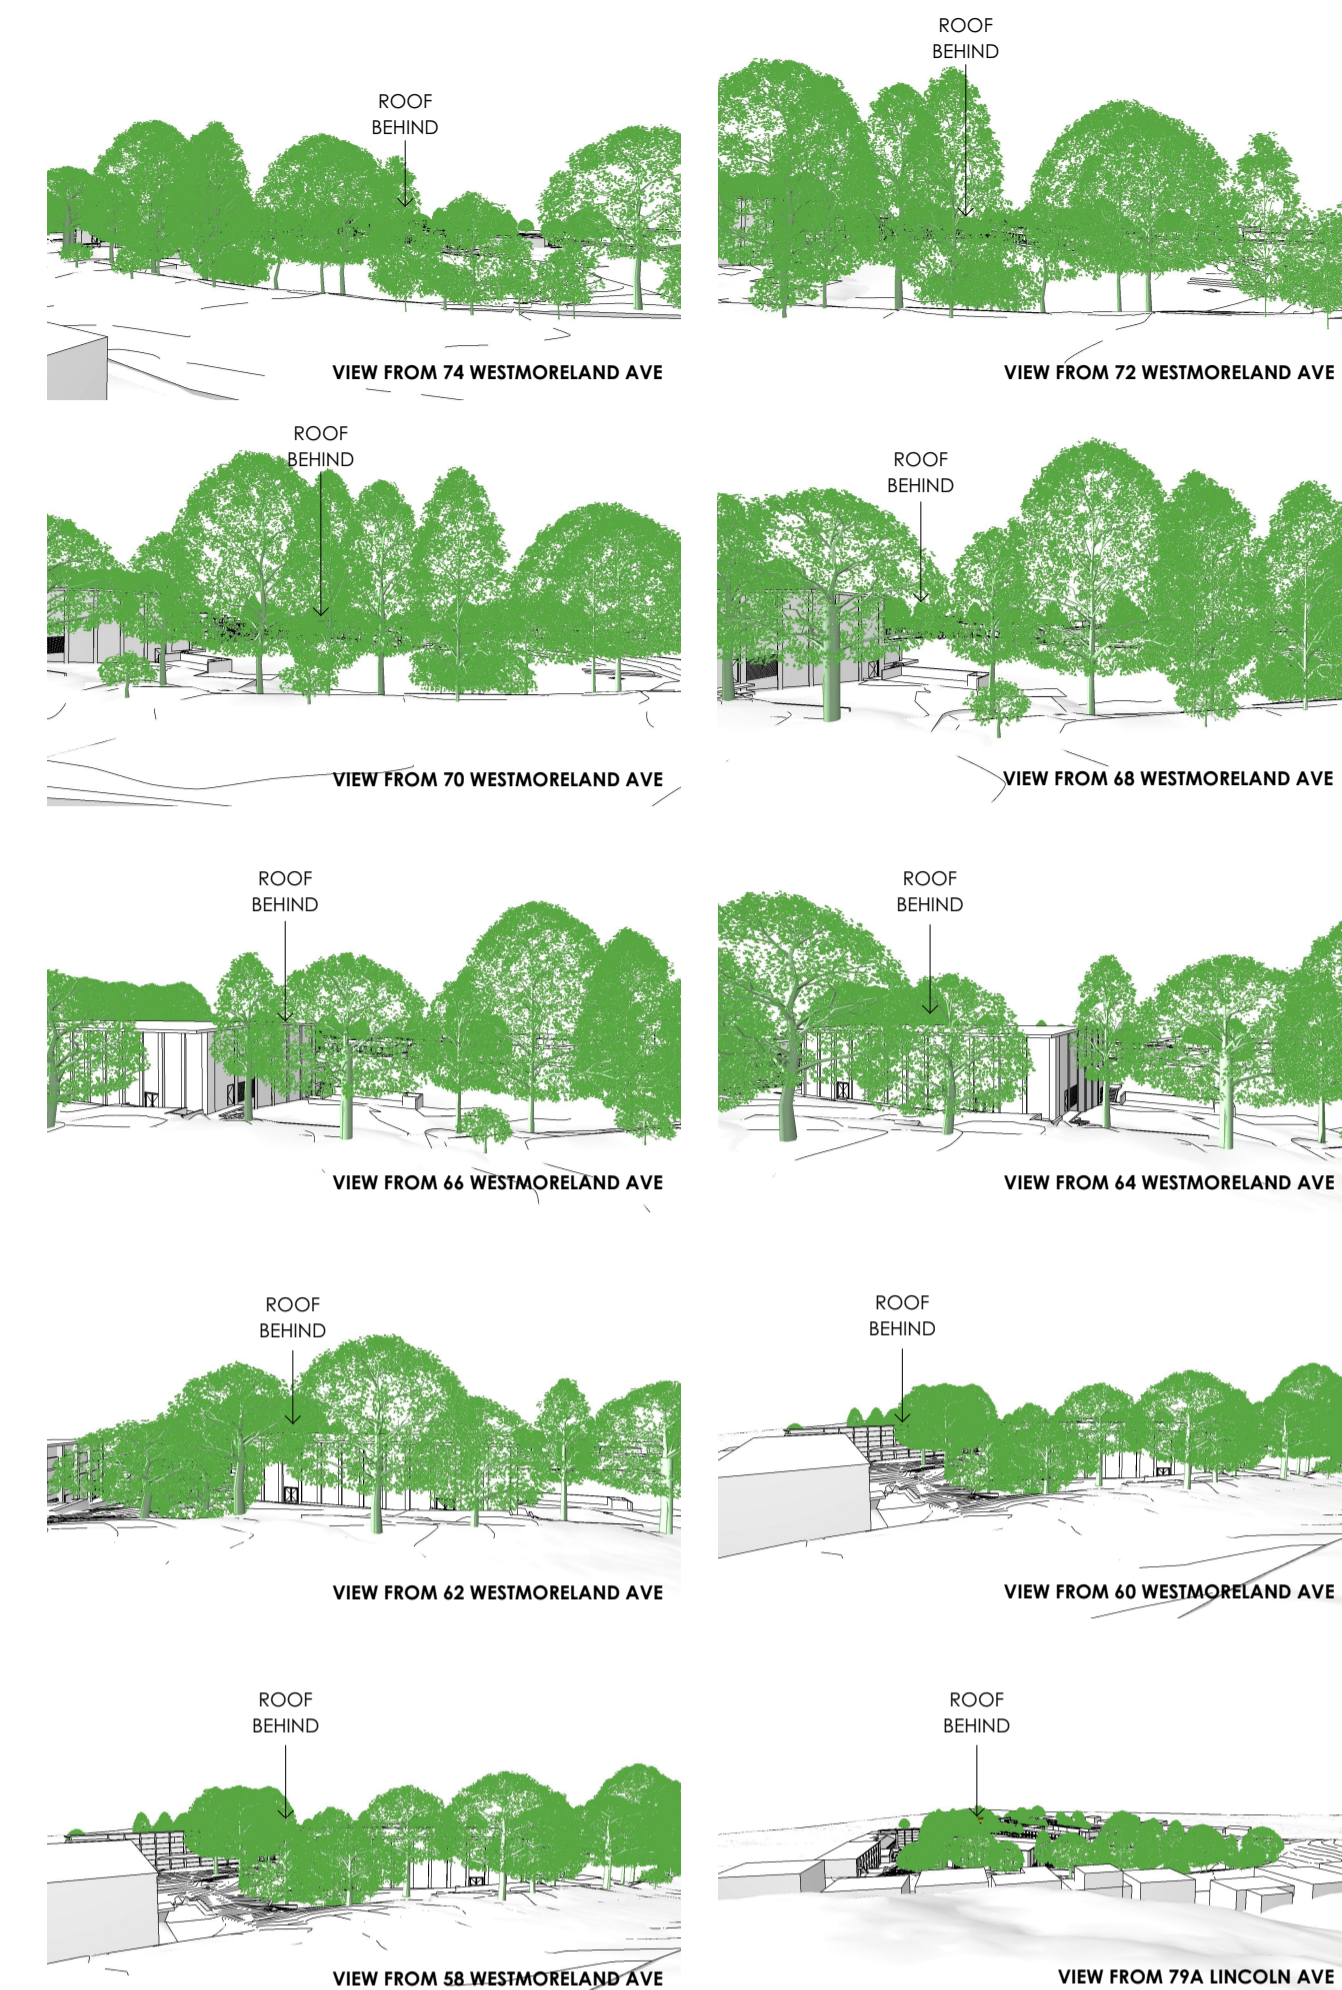 ROOF
BEHIND
VIEW FROM 74 WESTMORELAND AVE
ROOF
BEHIND
VIEW FROM 72 WESTMORELAND AVE
ROOF
BEHIND
VIEW FROM 70 WESTMORELAND AVE
ROOF
BEHIND
VIEW FROM 68 WESTMORELAND AVE
ROOF
BEHIND
VIEW FROM 66 WESTMORELAND AVE
ROOF
BEHIND
VIEW FROM 64 WESTMORELAND AVE
ROOF
BEHIND
VIEW FROM 62 WESTMORELAND AVE
ROOF
BEHIND
VIEW FROM 60 WESTMORELAND AVE
ROOF
BEHIND
VIEW FROM 58 WESTMORELAND AVE
ROOF
BEHIND
VIEW FROM 79A LINCOLN AVE